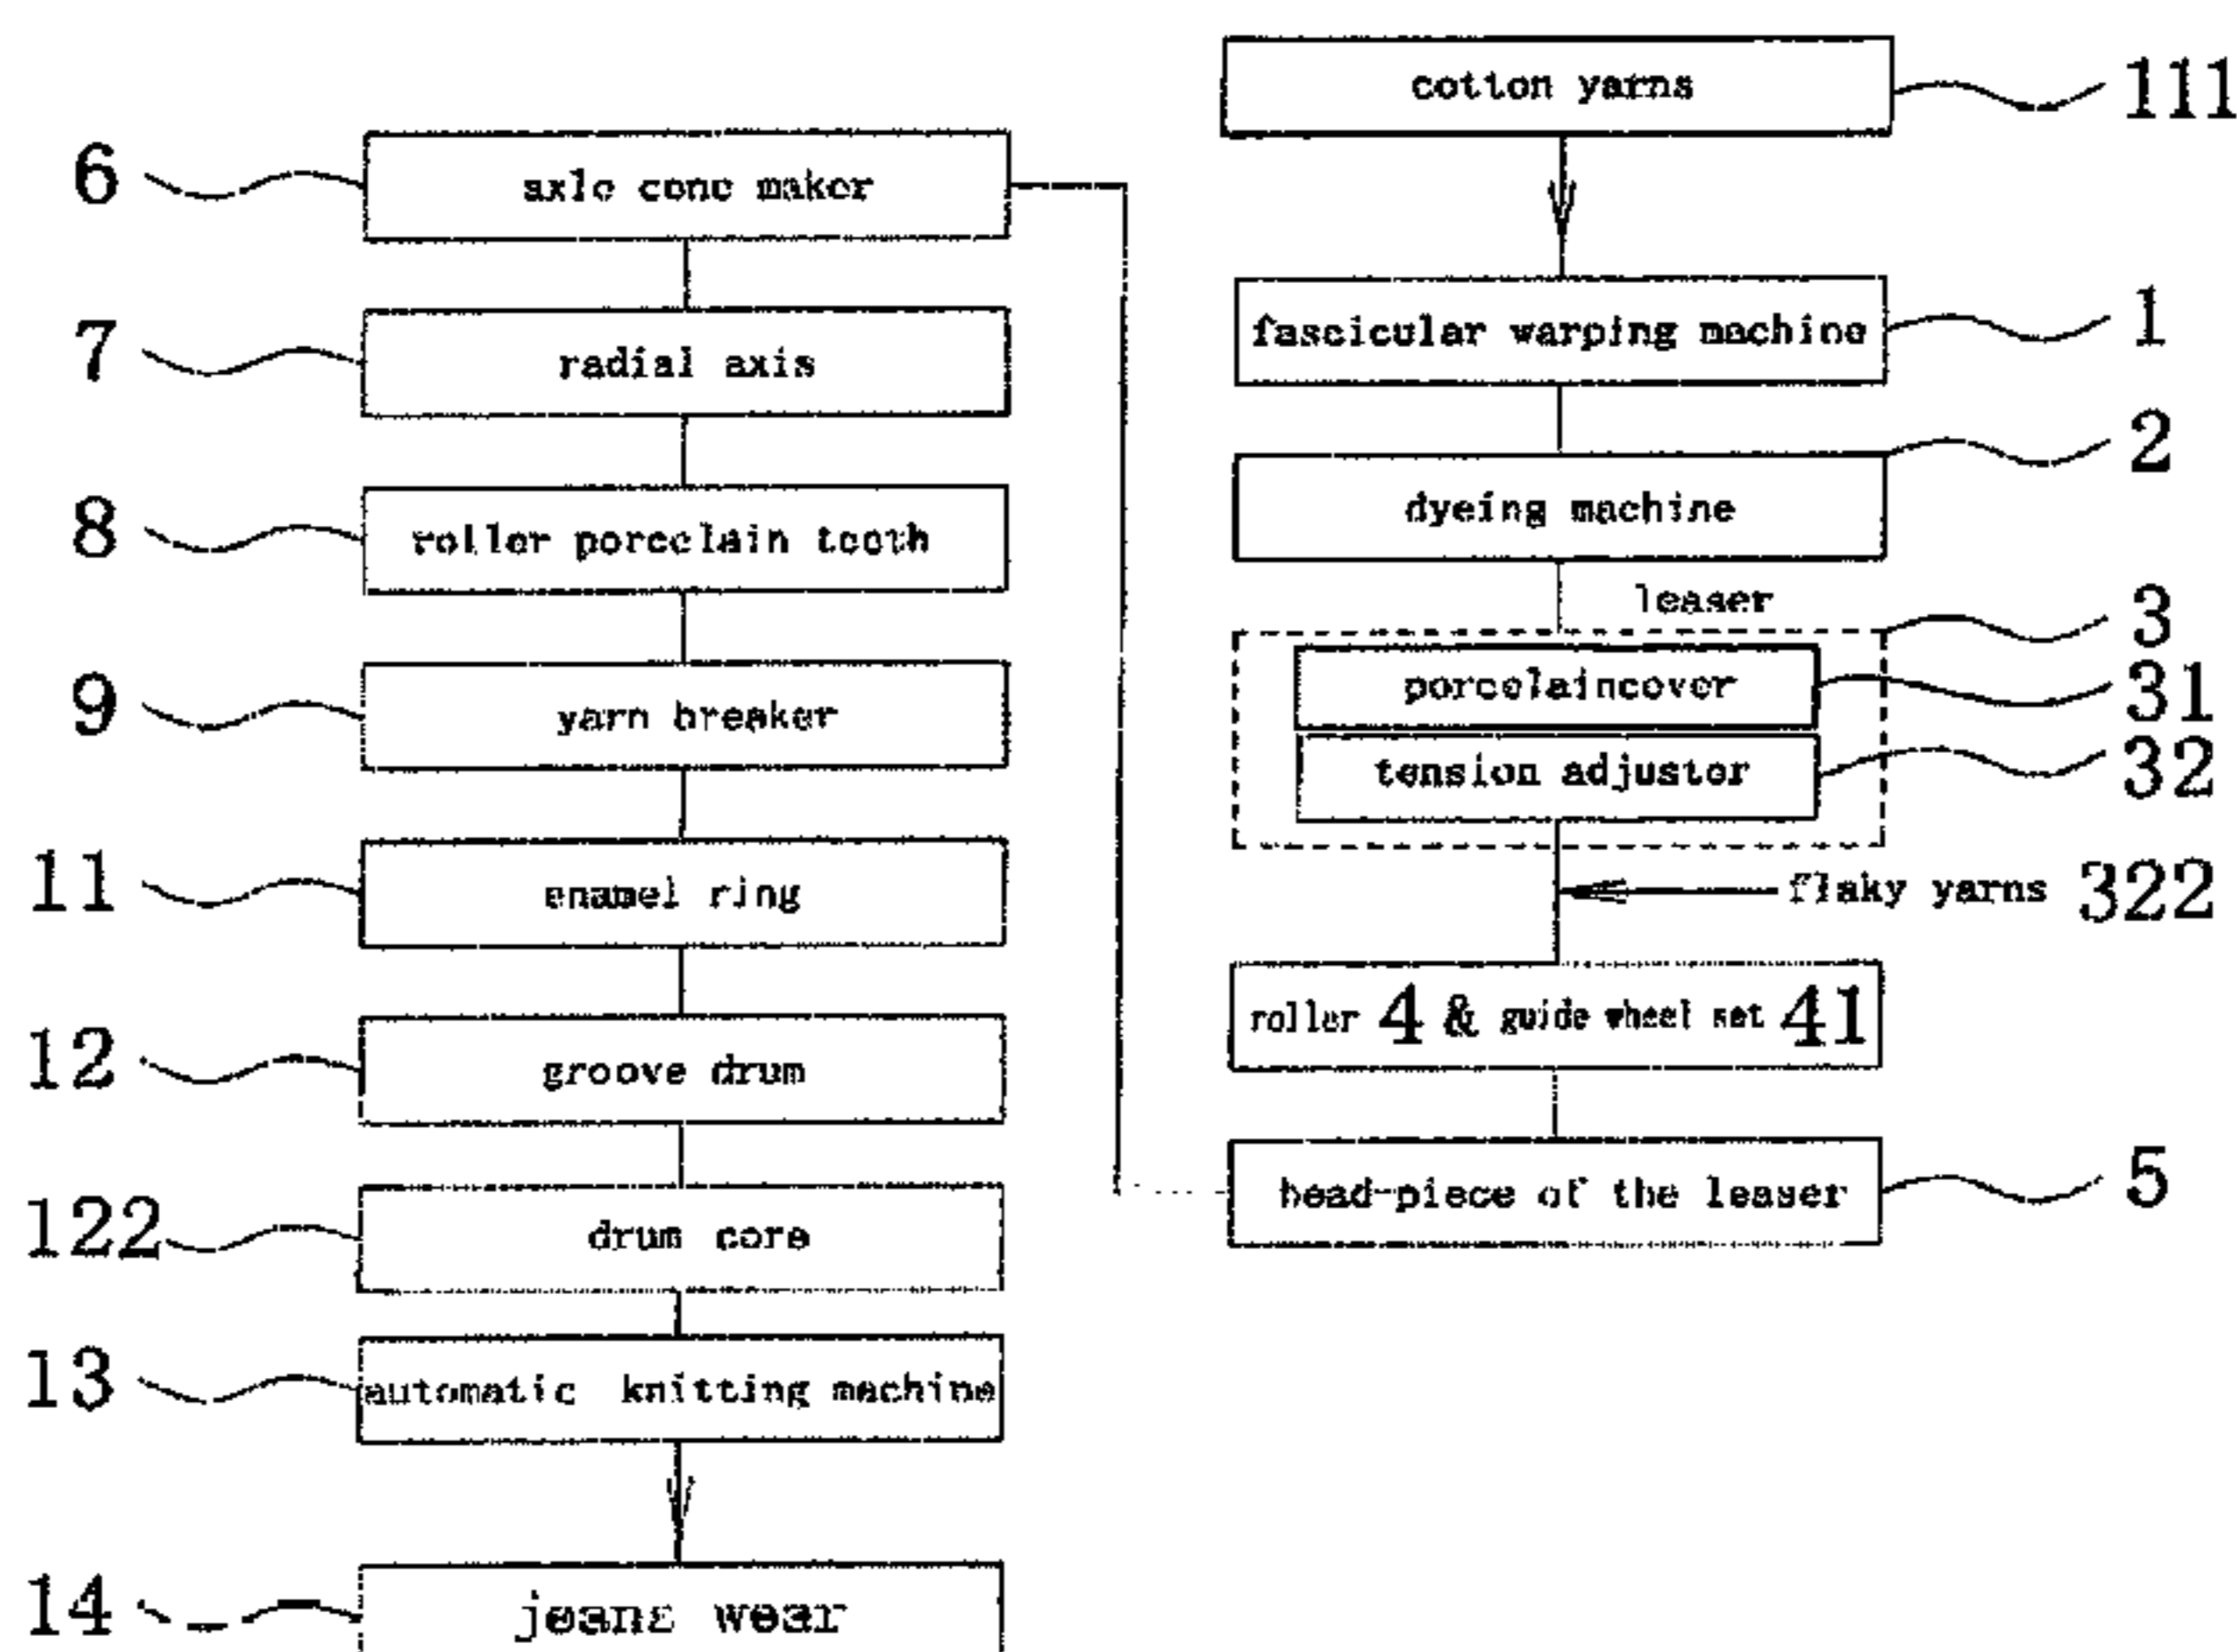 cotton yarns 111
fascicular warping machine 1
dyeing machine 2
leaser 3
porcelaincover 31
tension adjuster 32
flaky yarns 322
roller 4 & guide wheel set 41
head-piece of the leaser 5
6 axle cone maker
7 radial axis
8 roller porcelain tooth
9 yarn breaker
11 enamel ring
12 groove drum
122 drum core
13 automatic knitting machine
14 jeans wear